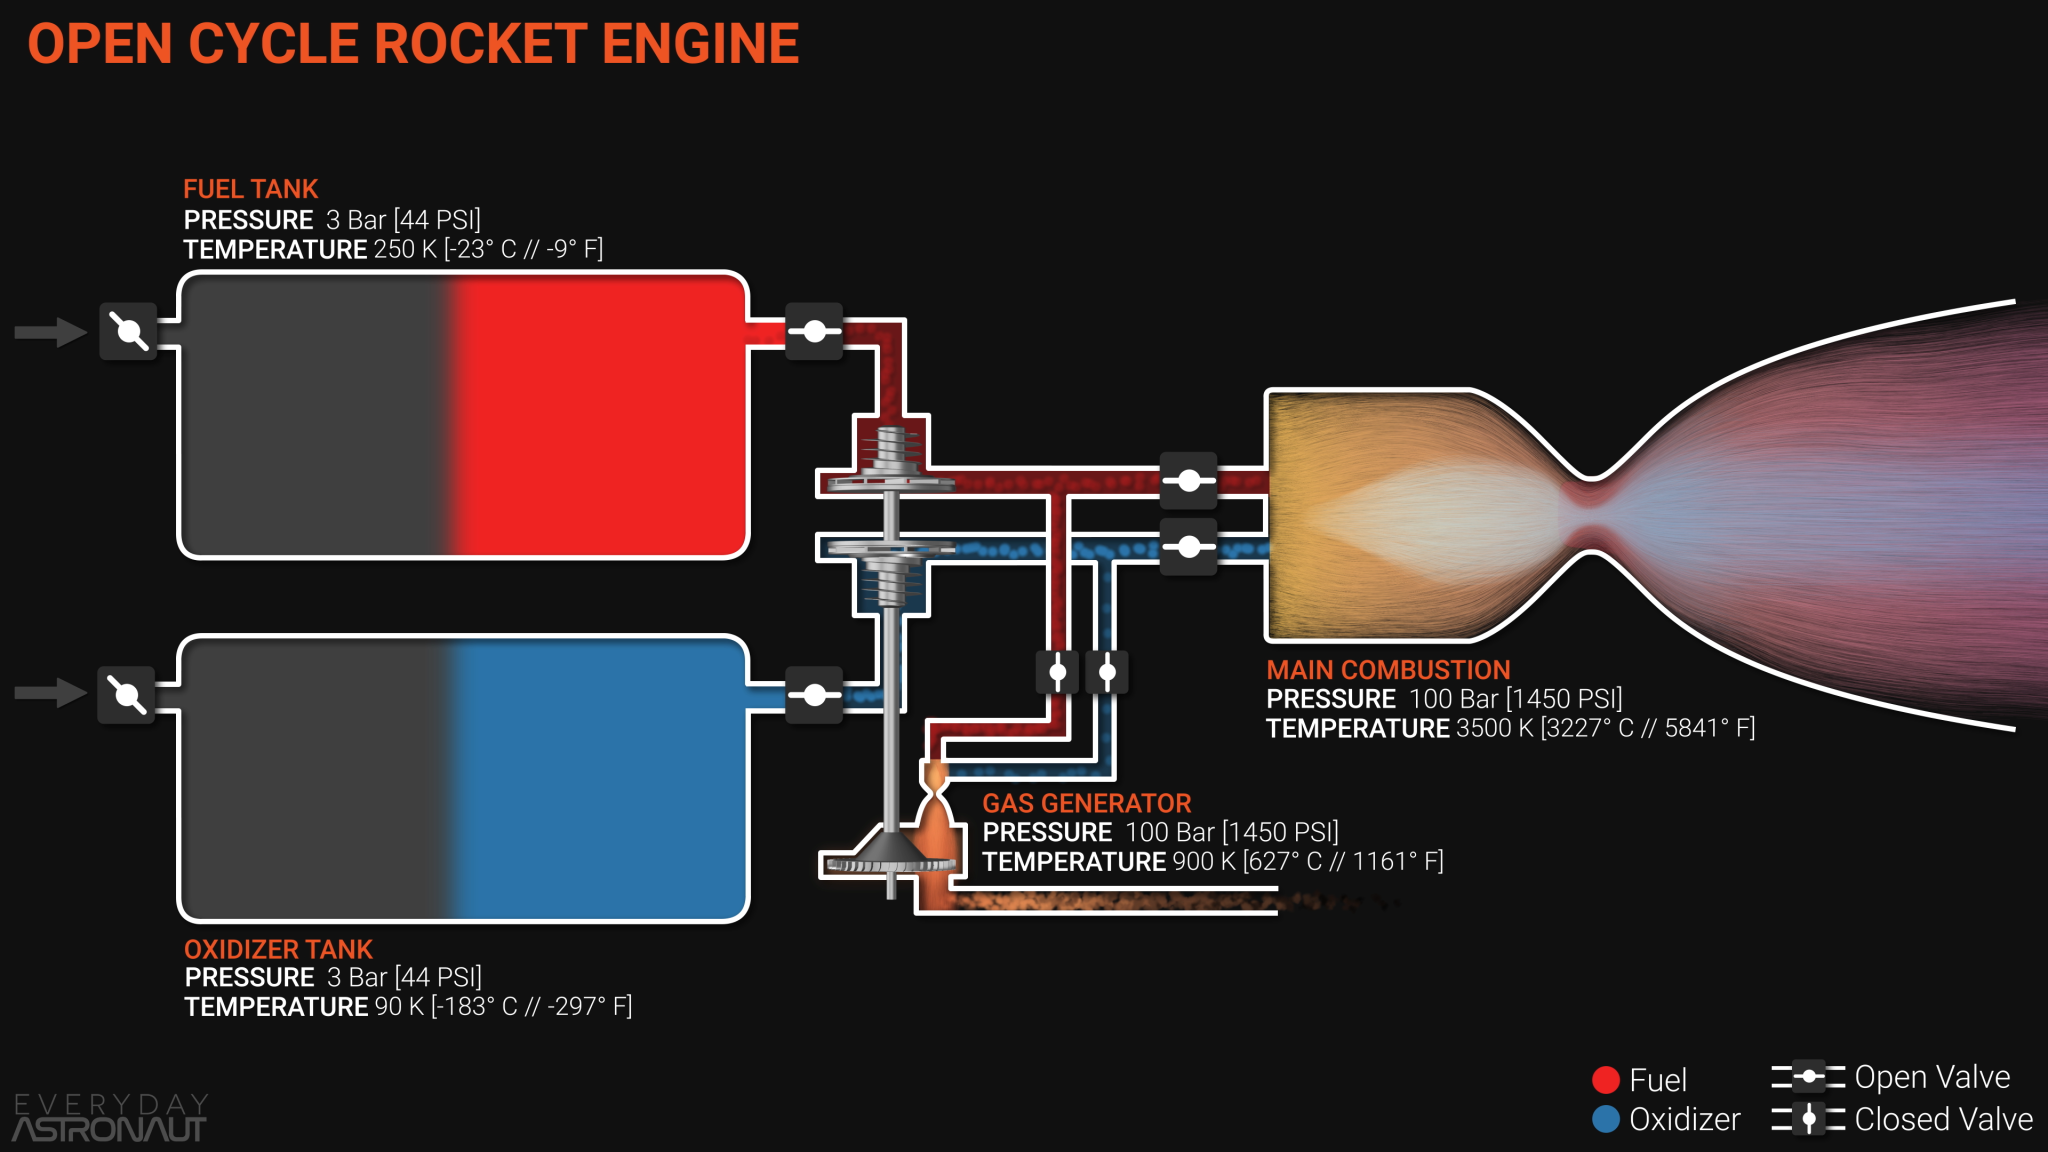 OPEN CYCLE ROCKET ENGINE
FUEL TANK
PRESSURE 3 Bar [44 PSI]
TEMPERATURE 250 K [-23° C // -9° F]
MAIN COMBUSTION
PRESSURE 100 Bar [1450 PSI]
TEMPERATURE 3500 K [3227° C // 5841° F]
GAS GENERATOR
PRESSURE 100 Bar [1450 PSI]
TEMPERATURE 900 K [627° C // 1161° F]
OXIDIZER TANK
PRESSURE 3 Bar [44 PSI]
TEMPERATURE 90 K [-183° C // -297° F]
Fuel
Open Valve
Oxidizer
Closed Valve
EVERYDAY
ASTRONAUT